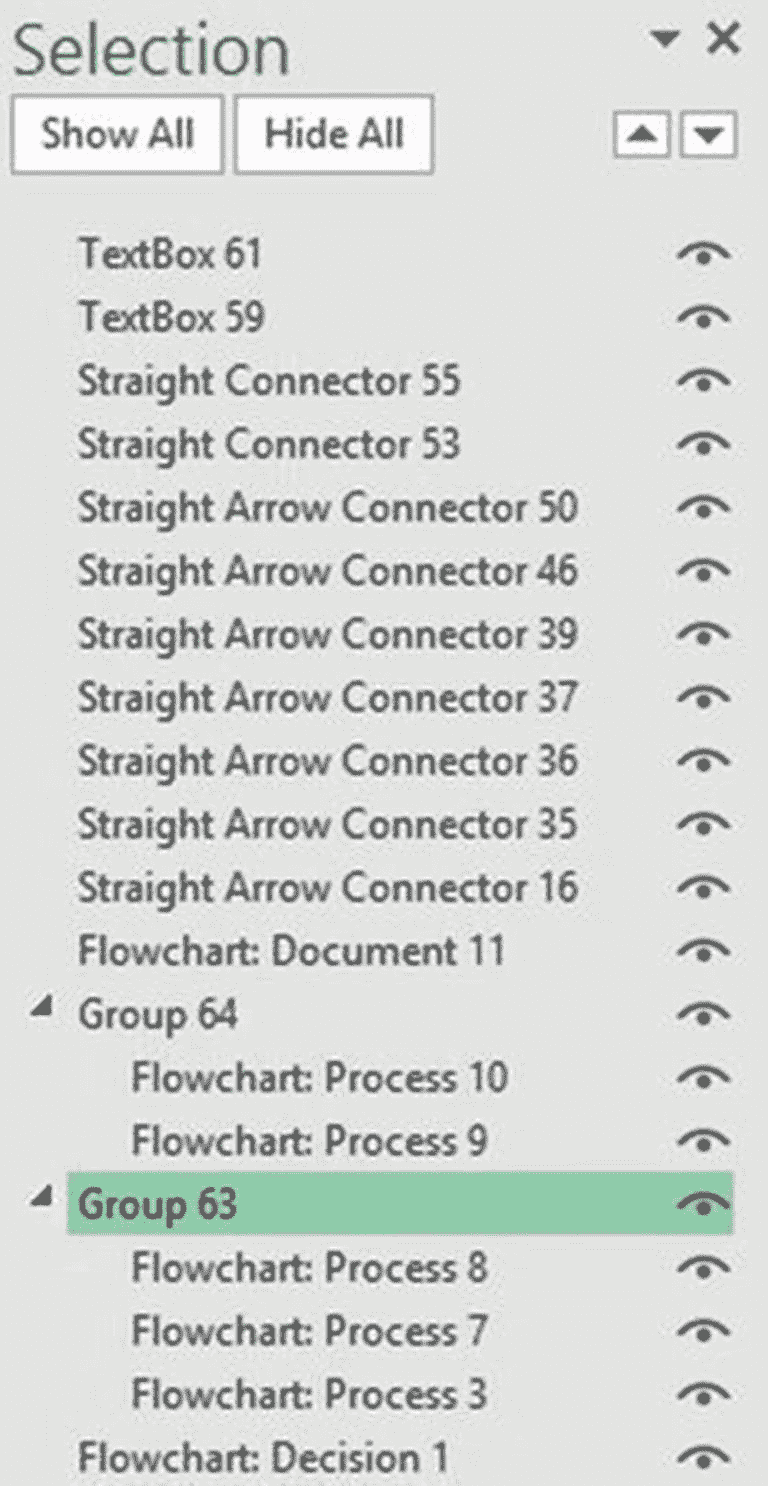 Selection
Show All Hide All
TextBox 61
TextBox 59
Straight Connector 55
Straight Connector 53
Straight Arrow Connector 50
Straight Arrow Connector 46
Straight Arrow Connector 39
Straight Arrow Connector 37
Straight Arrow Connector 36
Straight Arrow Connector 35
Straight Arrow Connector 16
Flowchart: Document 11
Group 64
Flowchart: Process 10
Flowchart: Process 9
Group 63
Flowchart: Process 8
Flowchart: Process 7
Flowchart: Process 3
Flowchart: Decision 1